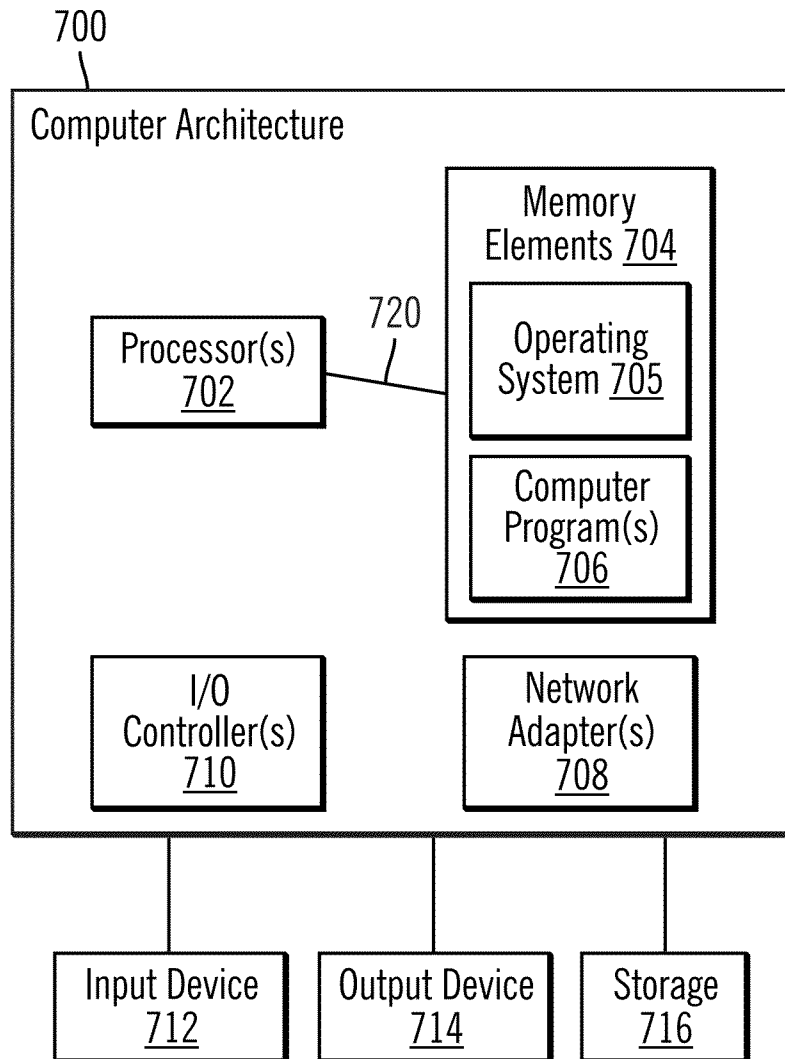 700
Computer Architecture
Memory
Elements 704
720
Processor(s)
702
Operating
System 705
Computer
Program(s)
706
I/O
Controller(s)
710
Network
Adapter(s)
708
Input Device
712
Output Device
714
Storage
716